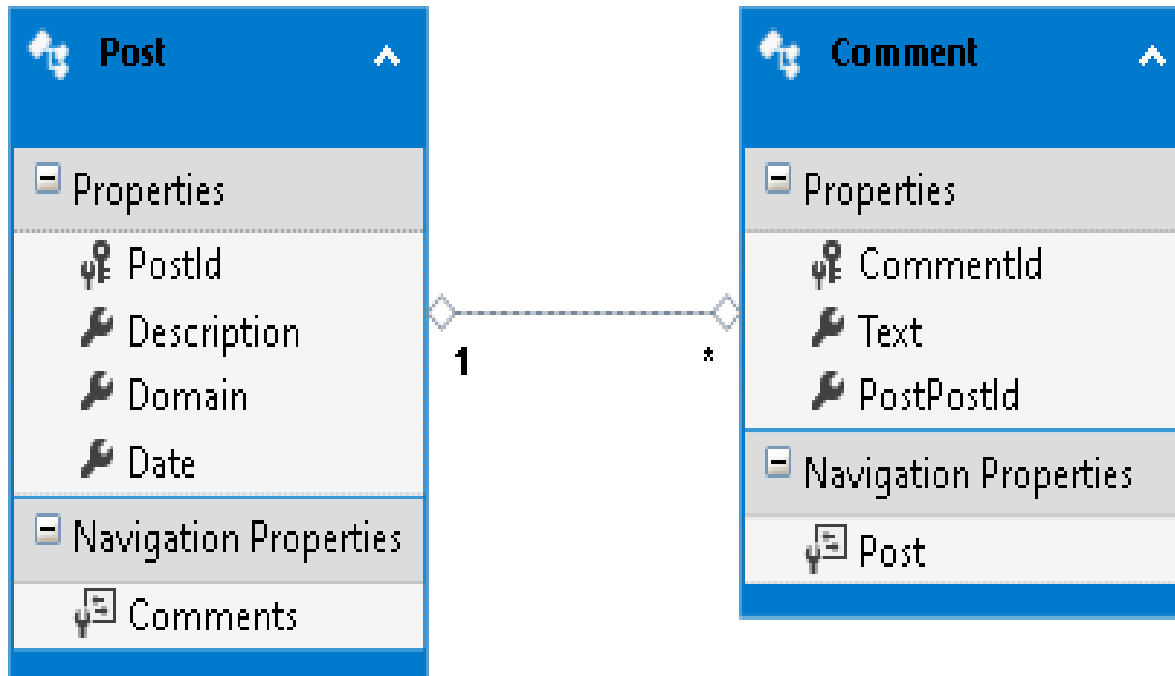 Post
Properties
PostId
Description
Domain
Date
Navigation Properties
Comments
1
*
Comment
Properties
CommentId
Text
PostPostId
Navigation Properties
Post